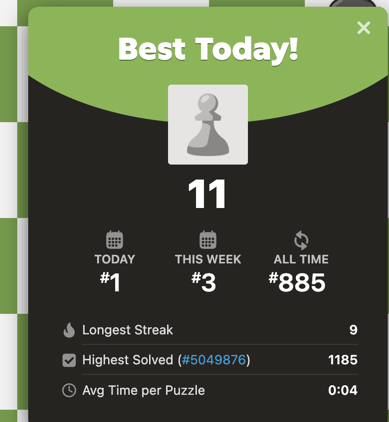 Best Today!
11
TODAY THIS WEEK ALL TIME
#1 #3 #885
Longest Streak 9
Highest Solved (#5049876) 1185
Avg Time per Puzzle 0:04